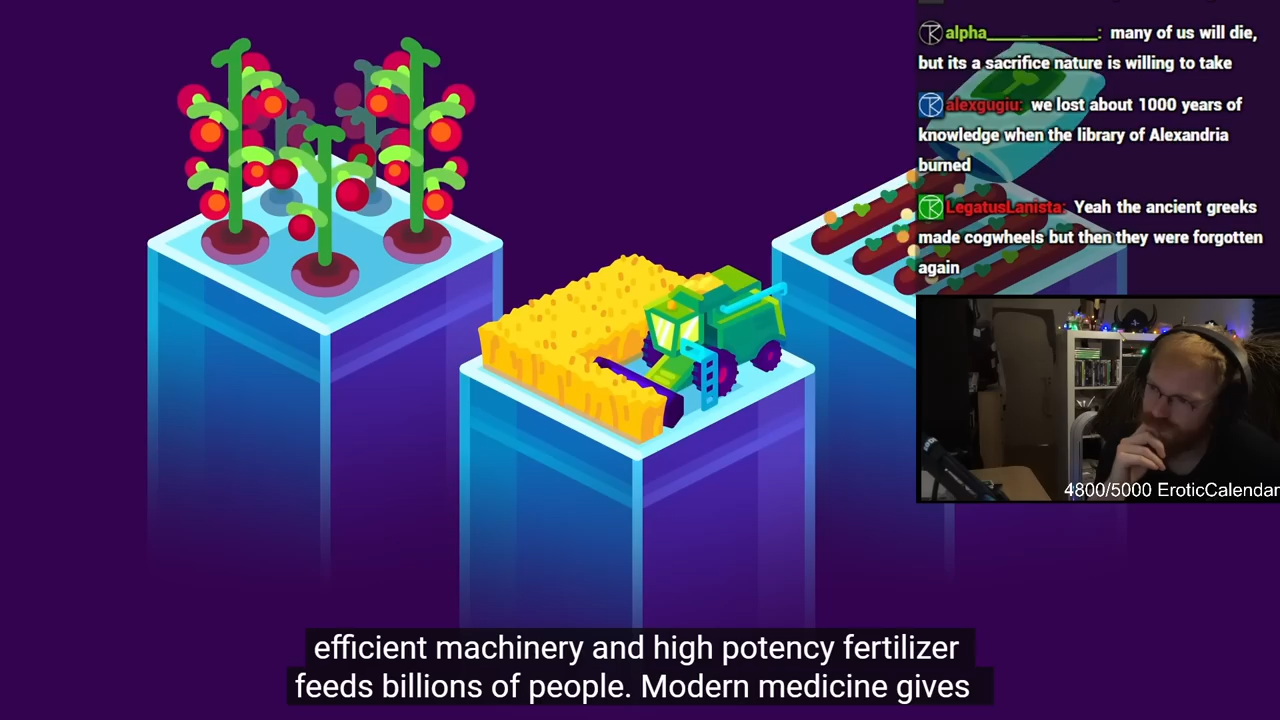 alpha______________: many of us will die,
but its a sacrifice nature is willing to take
alexgugiu: we lost about 1000 years of
knowledge when the library of Alexandria
burned
LegatusLanista: Yeah the ancient greeks
made cogwheels but then they were forgotten
again
4800/5000 EroticCalendar
efficient machinery and high potency fertilizer
feeds billions of people. Modern medicine gives